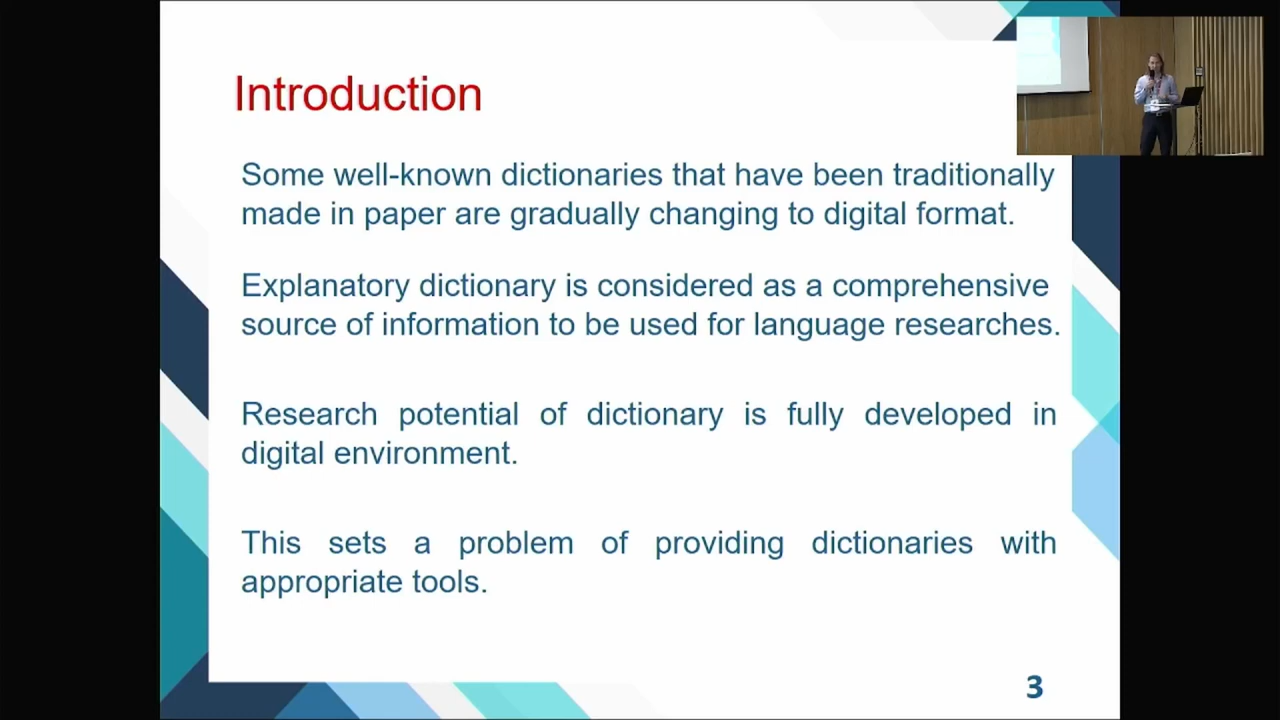 Introduction
Some well-known dictionaries that have been traditionally
made in paper are gradually changing to digital format.
Explanatory dictionary is considered as a comprehensive
source of information to be used for language researches.
Research potential of dictionary is fully developed in
digital environment.
This sets a problem of providing dictionaries with
appropriate tools.
3